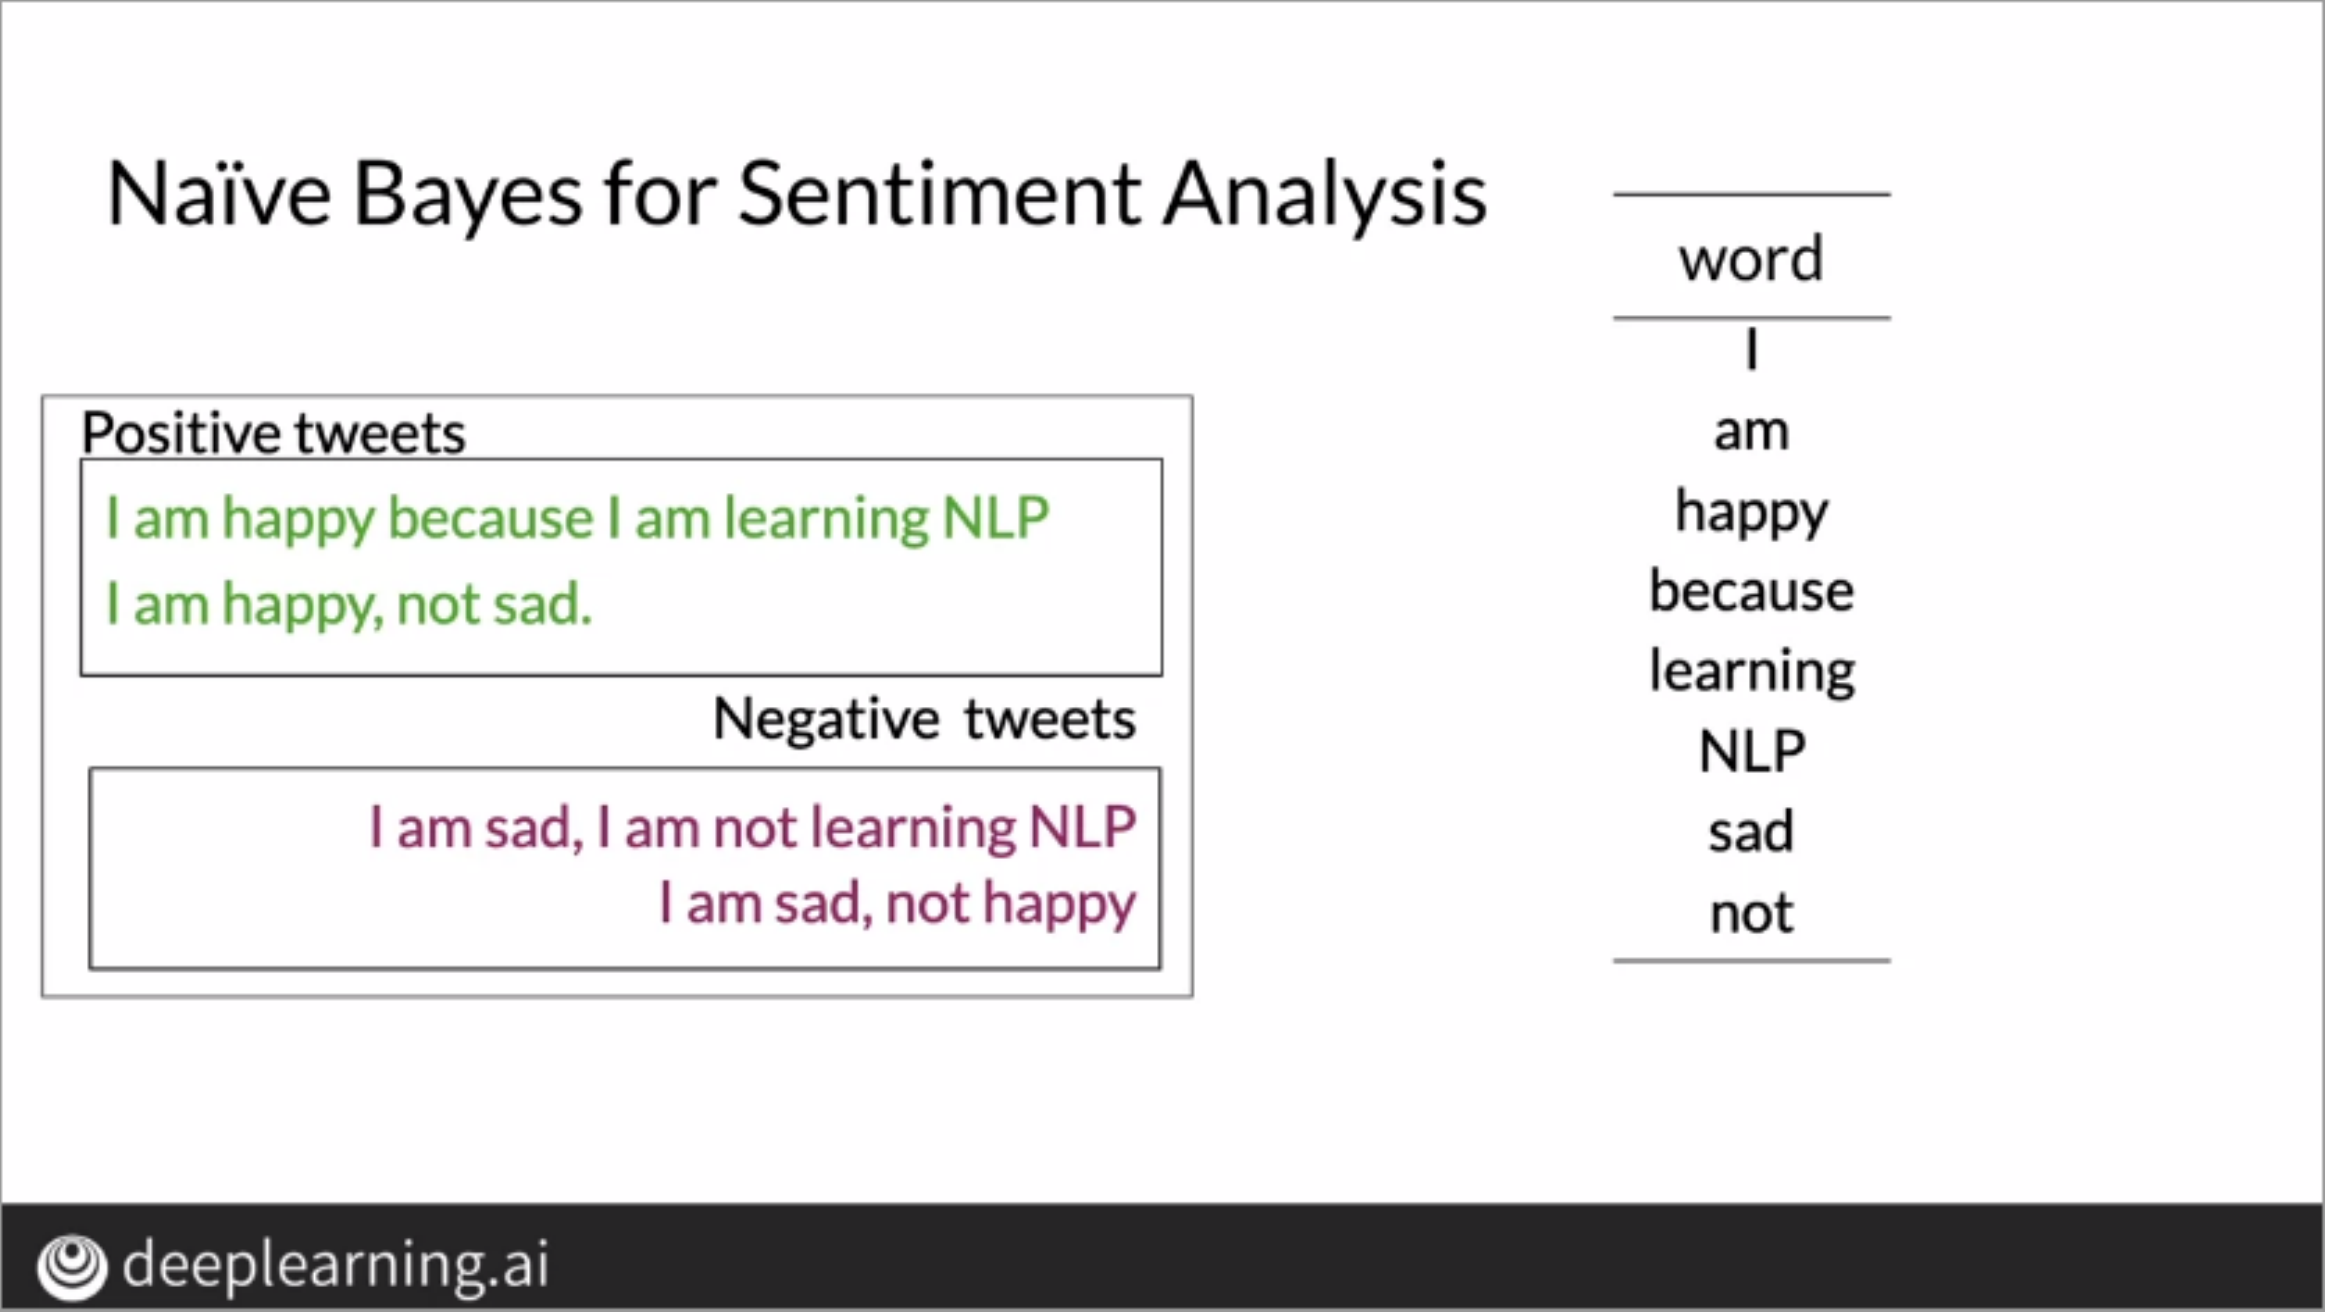 Naïve Bayes for Sentiment Analysis
Positive tweets
I am happy because I am learning NLP
I am happy, not sad.
Negative tweets
I am sad, I am not learning NLP
I am sad, not happy
word
I
am
happy
because
learning
NLP
sad
not
deeplearning.ai